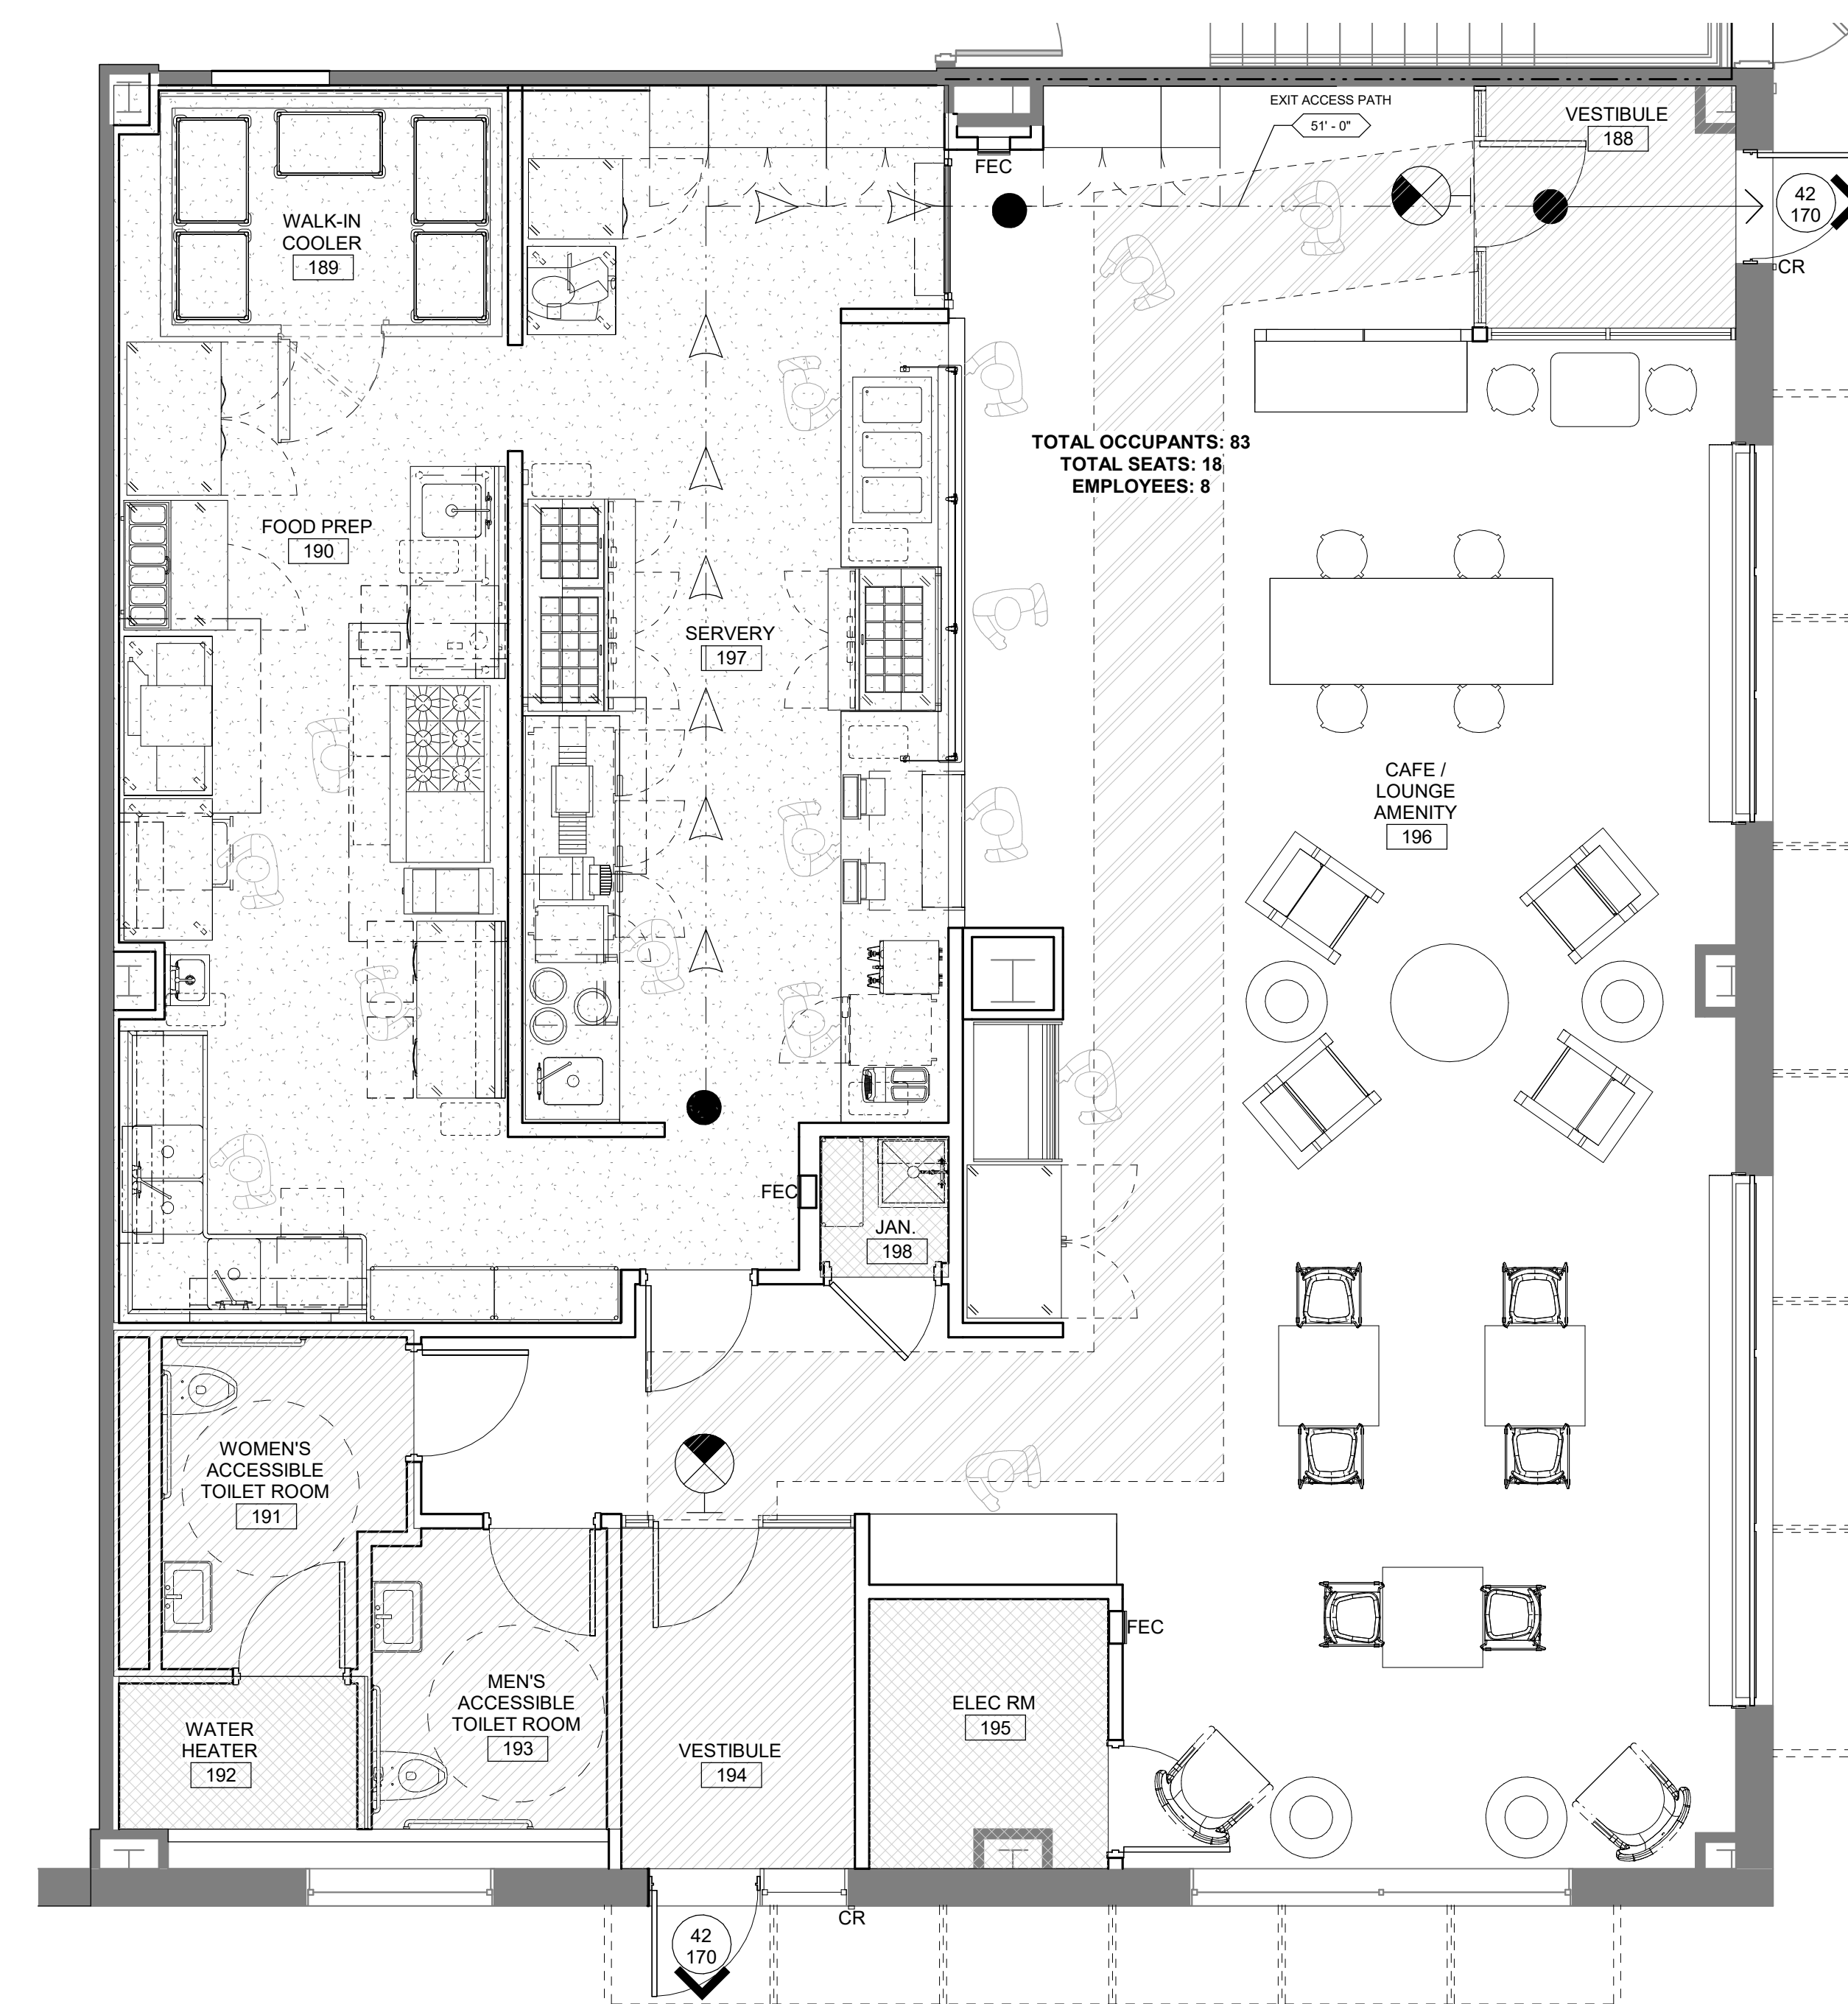 EXIT ACCESS PATH
51' - 0"
VESTIBULE
188
FEC
42
170
CR
WALK-IN
COOLER
189
TOTAL OCCUPANTS: 83
TOTAL SEATS: 18
EMPLOYEES: 8
FOOD PREP
190
SERVERY
197
CAFE /
LOUNGE
AMENITY
196
FEC
JAN.
198
WOMEN'S
ACCESSIBLE
TOILET ROOM
191
FEC
MEN'S
ACCESSIBLE
TOILET ROOM
193
ELEC RM
195
WATER
HEATER
192
VESTIBULE
194
CR
42
170